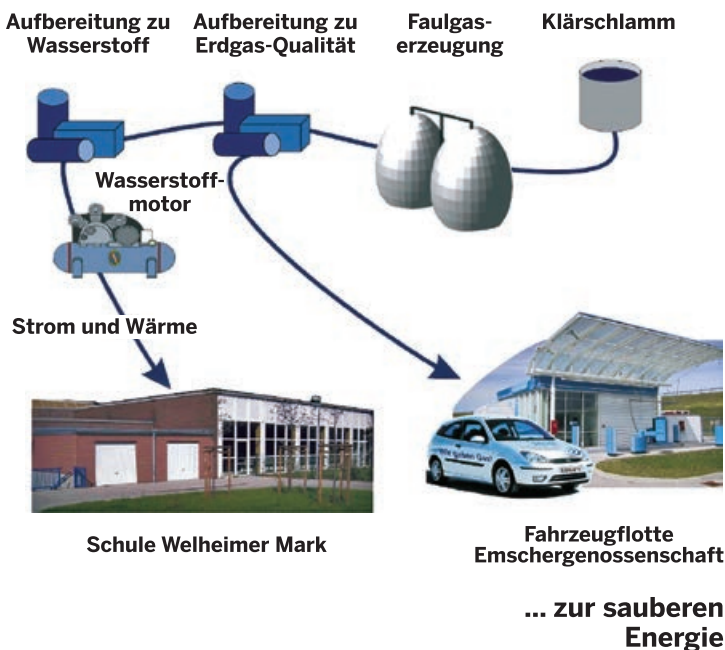 Aufbereitung zu
Wasserstoff
Aufbereitung zu
Erdgas-Qualität
Faulgas-
erzeugung
Klärschlamm
Wasserstoff-
motor
Strom und Wärme
Schule Welheimer Mark
Fahrzeugflotte
Emschergenossenschaft
... zur sauberen
Energie